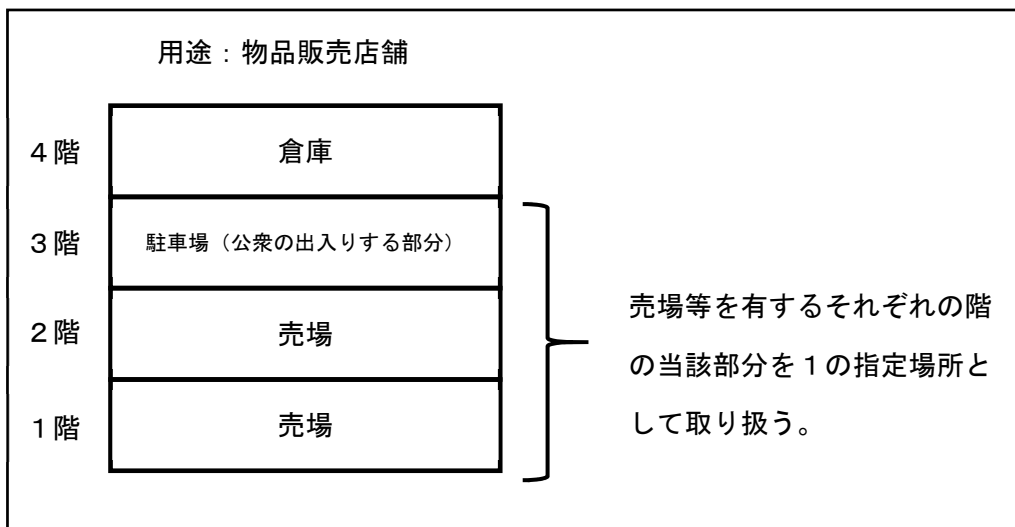 用途：物品販売店舗
４階
倉庫
３階
駐車場（公衆の出入りする部分）
２階
売場
１階
売場
売場等を有するそれぞれの階
の当該部分を１の指定場所と
して取り扱う。